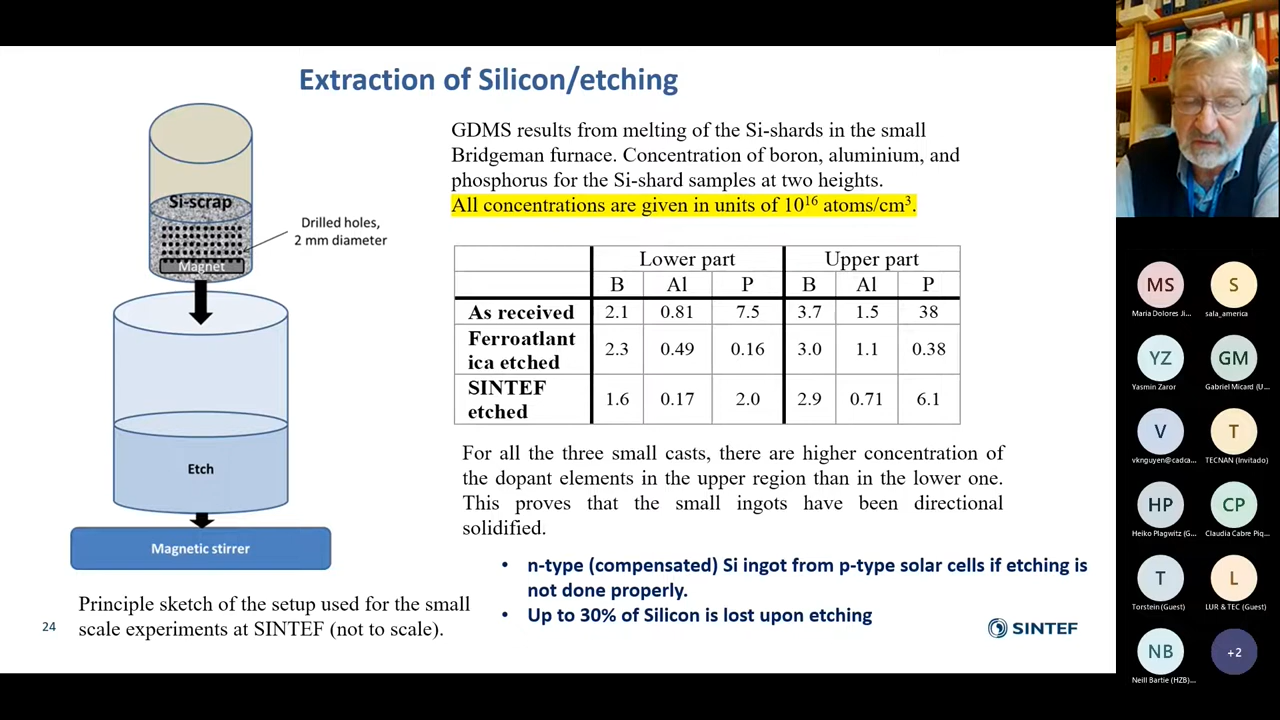 Extraction of Silicon/etching
Si-scrap
Magnet
Drilled holes,
2 mm diameter
Etch
Magnetic stirrer
Principle sketch of the setup used for the small
scale experiments at SINTEF (not to scale).
24
GDMS results from melting of the Si-shards in the small
Bridgeman furnace. Concentration of boron, aluminium, and
phosphorus for the Si-shard samples at two heights.
All concentrations are given in units of 10¹⁶ atoms/cm³.
Lower part Upper part
B Al P B Al P
As received 2.1 0.81 7.5 3.7 1.5 38
Ferroatlant
ica etched 2.3 0.49 0.16 3.0 1.1 0.38
SINTEF
etched 1.6 0.17 2.0 2.9 0.71 6.1
For all the three small casts, there are higher concentration of
the dopant elements in the upper region than in the lower one.
This proves that the small ingots have been directional
solidified.
• n-type (compensated) Si ingot from p-type solar cells if etching is
not done properly.
• Up to 30% of Silicon is lost upon etching
SINTEF
MS S
Maria Dolores Ji... sala_america
YZ GM
Yasmin Zaror Gabriel Micard (U...
V T
vknguyen@cadca... TECNAN (Invitado)
HP CP
Heiko Plagwitz (G... Claudia Cabre Piq...
T L
Torstein (Guest) LUR & TEC (Guest)
NB +2
Neill Bartie (HZB)...